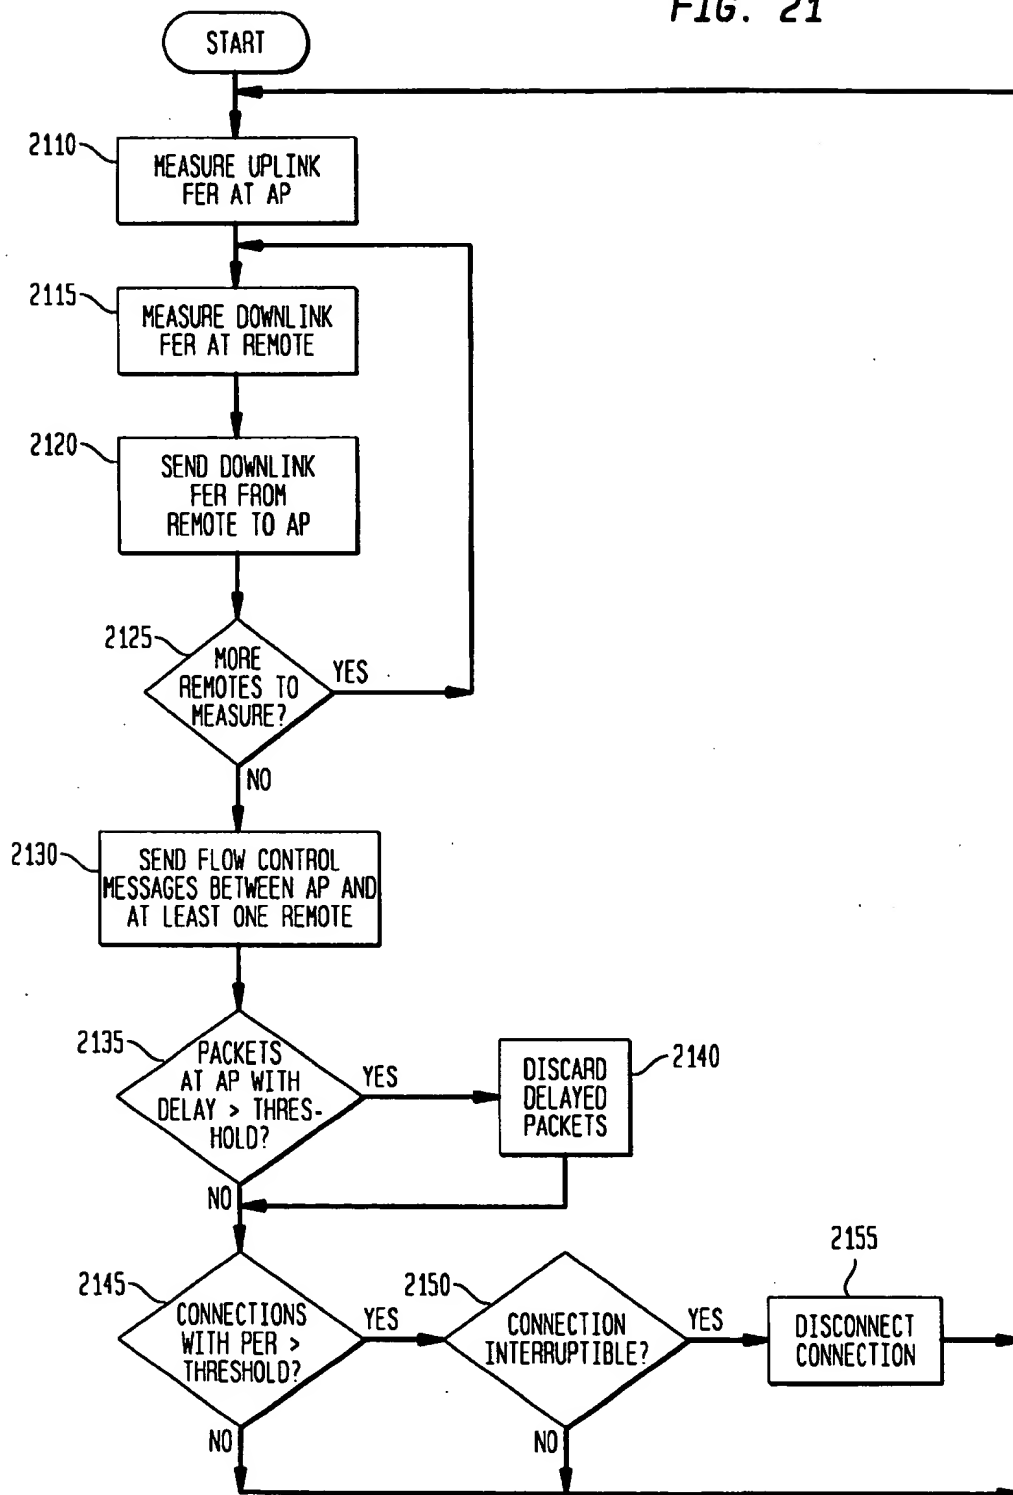 FIG. 21
START
2110
MEASURE UPLINK
FER AT AP
2115
MEASURE DOWNLINK
FER AT REMOTE
2120
SEND DOWNLINK
FER FROM
REMOTE TO AP
2125
MORE
REMOTES TO
MEASURE?
YES
NO
2130
SEND FLOW CONTROL
MESSAGES BETWEEN AP AND
AT LEAST ONE REMOTE
2135
PACKETS
AT AP WITH
DELAY > THRES-
HOLD?
YES
NO
2140
DISCARD
DELAYED
PACKETS
2145
CONNECTIONS
WITH PER >
THRESHOLD?
YES
NO
2150
CONNECTION
INTERRUPTIBLE?
YES
NO
2155
DISCONNECT
CONNECTION